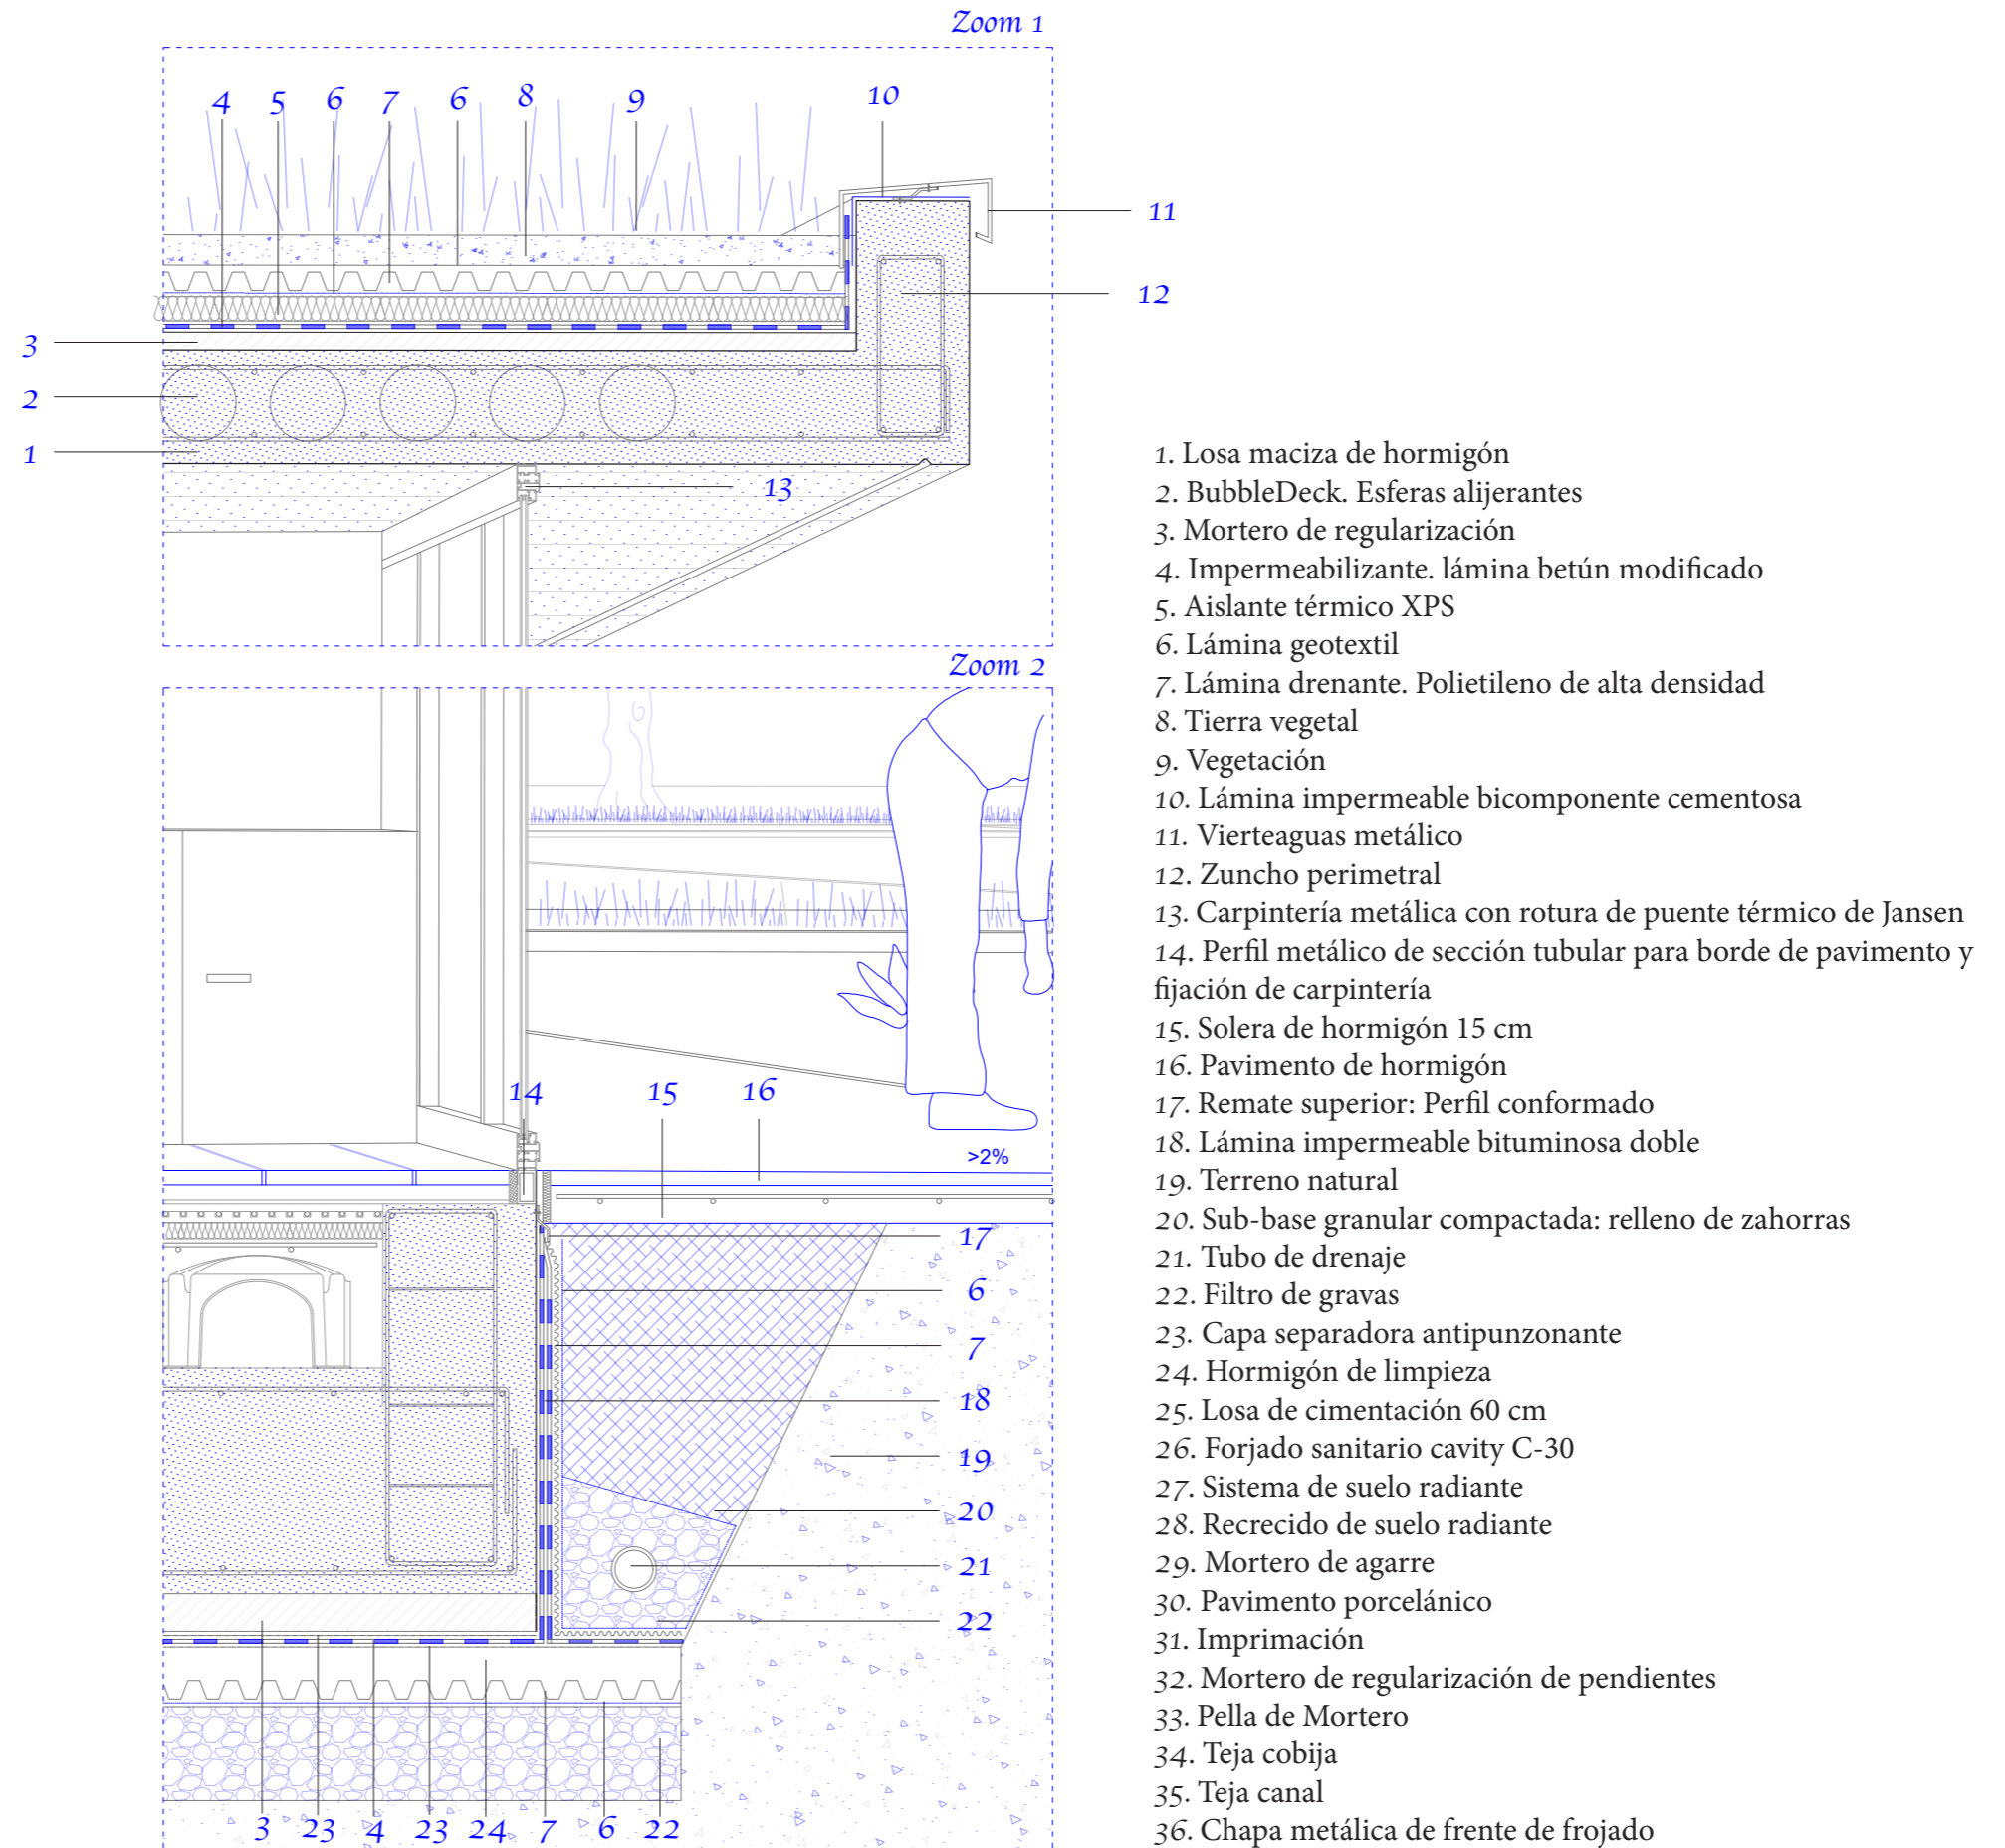 Zoom 1
4 5 6 7 6 8 9 10
11
12
3
2
1
13
Zoom 2
14 15 16
>2%
17
6
7
18
19
20
21
22
3 23 4 23 24 7 6 22
1. Losa maciza de hormigón
2. BubbleDeck. Esferas alijerantes
3. Mortero de regularización
4. Impermeabilizante. lámina betún modificado
5. Aislante térmico XPS
6. Lámina geotextil
7. Lámina drenante. Polietileno de alta densidad
8. Tierra vegetal
9. Vegetación
10. Lámina impermeable bicomponente cementosa
11. Vierteaguas metálico
12. Zuncho perimetral
13. Carpintería metálica con rotura de puente térmico de Jansen
14. Perfil metálico de sección tubular para borde de pavimento y
fijación de carpintería
15. Solera de hormigón 15 cm
16. Pavimento de hormigón
17. Remate superior: Perfil conformado
18. Lámina impermeable bituminosa doble
19. Terreno natural
20. Sub-base granular compactada: relleno de zahorras
21. Tubo de drenaje
22. Filtro de gravas
23. Capa separadora antipunzonante
24. Hormigón de limpieza
25. Losa de cimentación 60 cm
26. Forjado sanitario cavity C-30
27. Sistema de suelo radiante
28. Recrecido de suelo radiante
29. Mortero de agarre
30. Pavimento porcelánico
31. Imprimación
32. Mortero de regularización de pendientes
33. Pella de Mortero
34. Teja cobija
35. Teja canal
36. Chapa metálica de frente de frojado